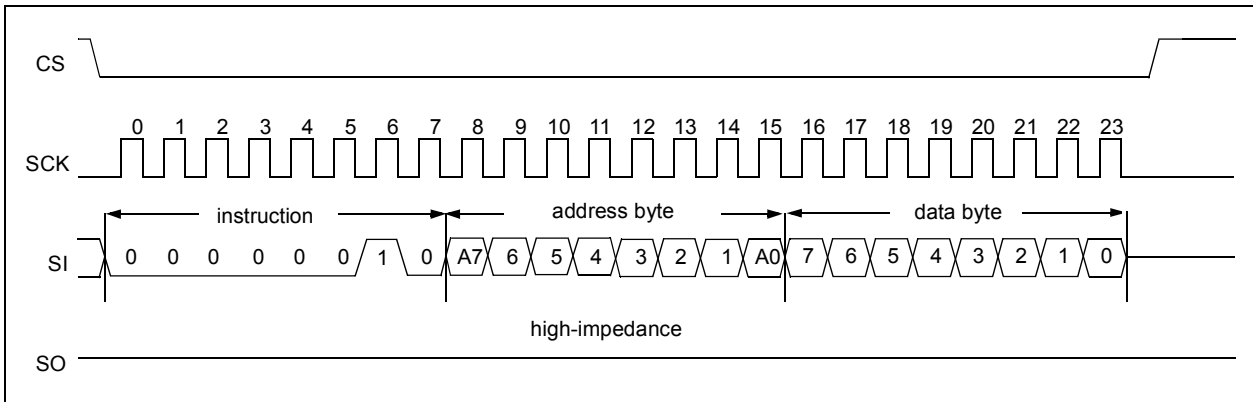 CS
0 1 2 3 4 5 6 7 8 9 10 11 12 13 14 15 16 17 18 19 20 21 22 23
SCK
instruction address byte data byte
SI 0 0 0 0 0 0 1 0 A7 6 5 4 3 2 1 A0 7 6 5 4 3 2 1 0
high-impedance
SO